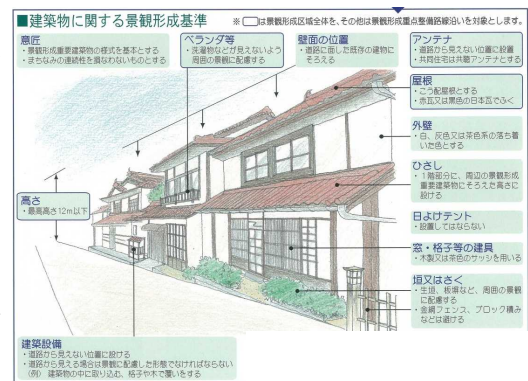 ■建築物に関する景観形成基準
※□は景観形成区域全体を、その他は景観形成重点整備路線沿いを対象とします。
意匠
・景観形成重要建築物の様式を基本とする
・まちなみの連続性を損なわないものとする
ベランダ等
・洗濯物などが見えないよう
周囲の景観に配慮する
壁面の位置
・道路に面した既存の建物に
そろえる
アンテナ
・道路から見えない位置に設置
・共同住宅は共聴アンテナとする
屋根
・こう配屋根とする
・赤瓦又は黒色の日本瓦でふく
外壁
・白、灰色又は茶色系の落ち着
いた色とする
ひさし
・1階部分に、周辺の景観形成
重要建築物にそろえた高さに
設ける
高さ
・最高高さ12m以下
日よけテント
・設置してはならない
窓・格子等の建具
・木製又は茶色のサッシを用いる
垣又はさく
・生垣、板塀など、周囲の景観
に配慮する
・金網フェンス、ブロック積み
などは避ける
建築設備
・道路から見えない位置に設ける
・道路から見える場合は景観に配慮した形態でなければならない
(例) 建築物の中に取り込む、格子や木で覆いをする